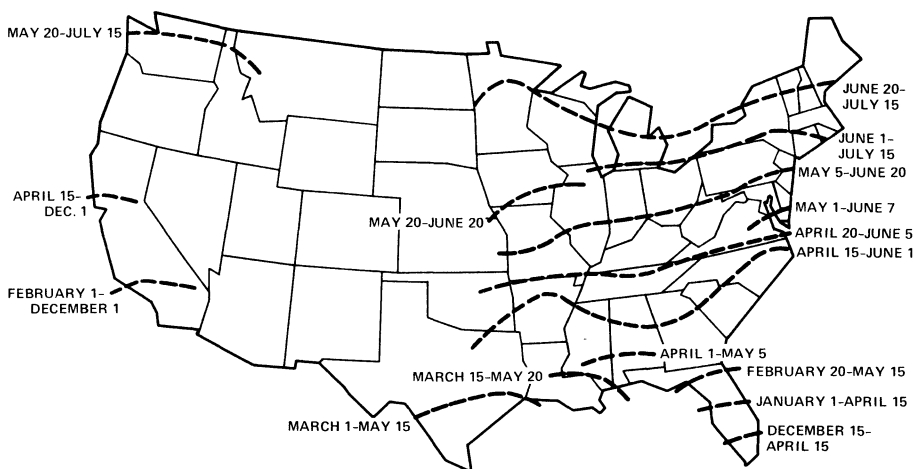 MAY 20–JULY 15
JUNE 20–
JULY 15
JUNE 1–
JULY 15
MAY 5–JUNE 20
APRIL 15–
DEC. 1
MAY 20–JUNE 20
MAY 1–JUNE 7
APRIL 20–JUNE 5
APRIL 15–JUNE 1
FEBRUARY 1–
DECEMBER 1
APRIL 1–MAY 5
MARCH 15–MAY 20
FEBRUARY 20–MAY 15
JANUARY 1–APRIL 15
MARCH 1–MAY 15
DECEMBER 15–
APRIL 15